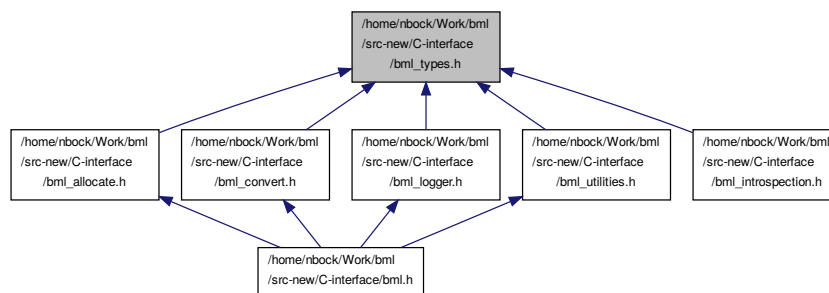 /home/nbock/Work/bml
/src-new/C-interface
/bml_types.h
/home/nbock/Work/bml
/src-new/C-interface
/bml_allocate.h
/home/nbock/Work/bml
/src-new/C-interface
/bml_convert.h
/home/nbock/Work/bml
/src-new/C-interface
/bml_logger.h
/home/nbock/Work/bml
/src-new/C-interface
/bml_utilities.h
/home/nbock/Work/bml
/src-new/C-interface
/bml_introspection.h
/home/nbock/Work/bml
/src-new/C-interface/bml.h